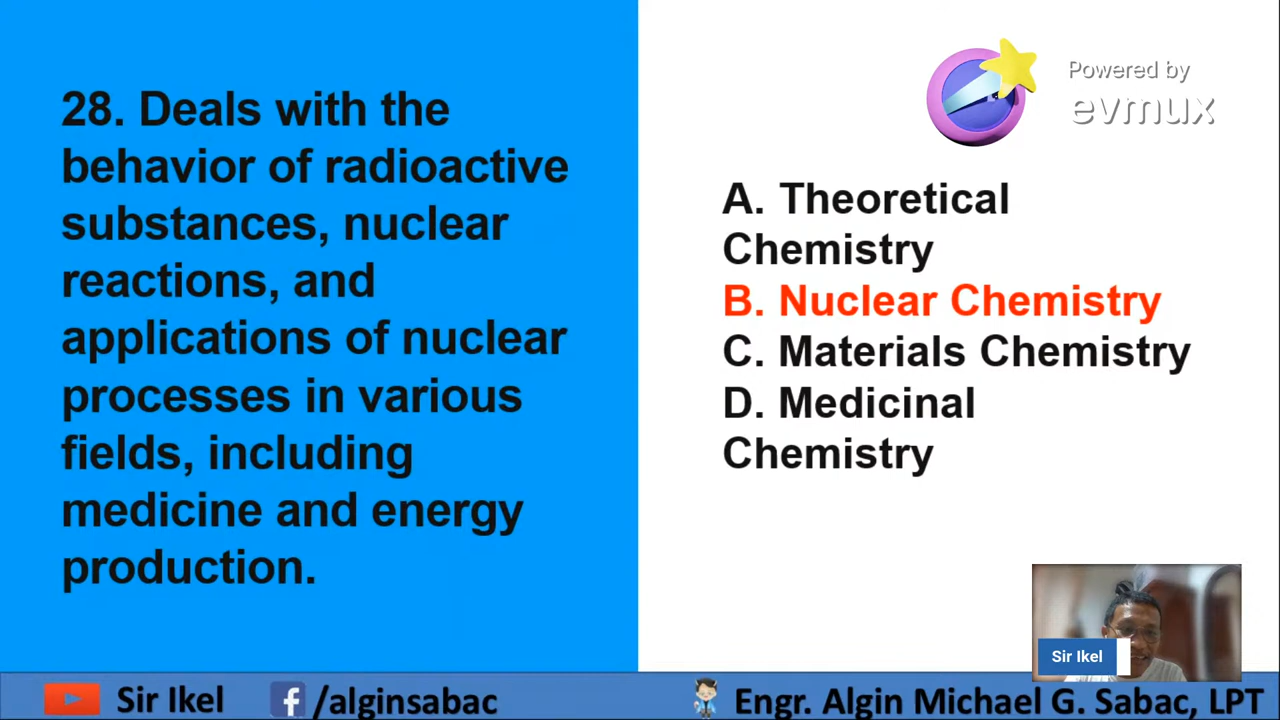 28. Deals with the
behavior of radioactive
substances, nuclear
reactions, and
applications of nuclear
processes in various
fields, including
medicine and energy
production.
Powered by
evmux
A. Theoretical
Chemistry
B. Nuclear Chemistry
C. Materials Chemistry
D. Medicinal
Chemistry
Sir Ikel
Sir Ikel
/alginsabac
Engr. Algin Michael G. Sabac, LPT